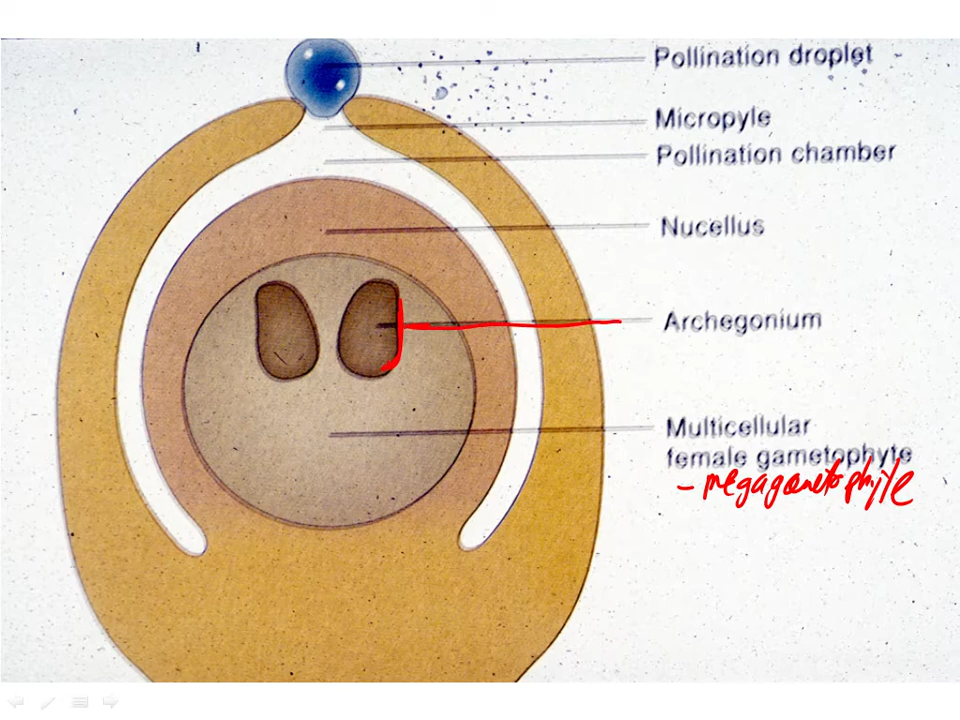 Pollination droplet
Micropyle
Pollination chamber
Nucellus
Archegonium
Multicellular
female gametophyte
- megagametophyte